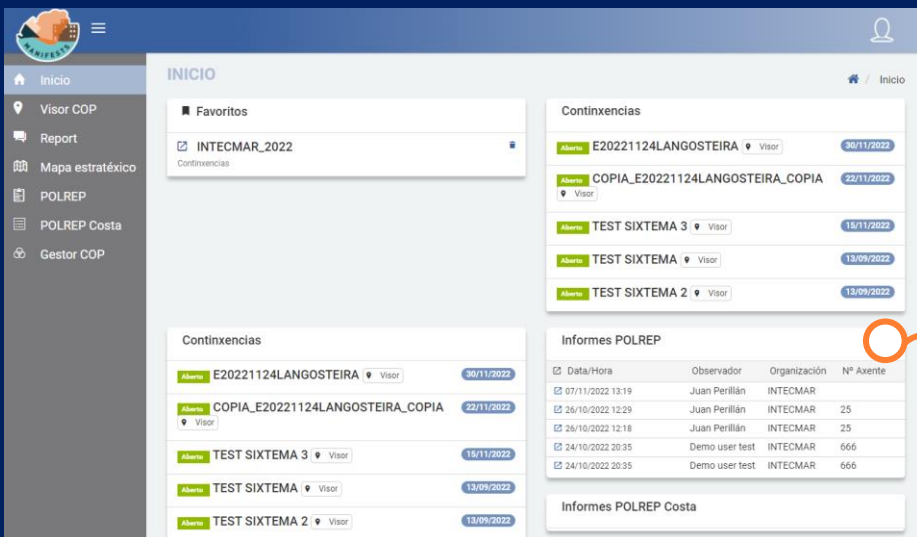 MANIFESTS
Inicio
Visor COP
Report
Mapa estratéxico
POLREP
POLREP Costa
Gestor COP
INICIO
Inicio
Favoritos
INTECMAR_2022
Continxencias
Continxencias
Aberto E20221124LANGOSTEIRA Visor 30/11/2022
Aberto COPIA_E20221124LANGOSTEIRA_COPIA 22/11/2022
Visor
Aberto TEST SIXTEMA 3 Visor 15/11/2022
Aberto TEST SIXTEMA Visor 13/09/2022
Aberto TEST SIXTEMA 2 Visor 13/09/2022
Continxencias
Aberto E20221124LANGOSTEIRA Visor 30/11/2022
Aberto COPIA_E20221124LANGOSTEIRA_COPIA 22/11/2022
Visor
Aberto TEST SIXTEMA 3 Visor 15/11/2022
Aberto TEST SIXTEMA Visor 13/09/2022
Aberto TEST SIXTEMA 2 Visor 13/09/2022
Informes POLREP
Data/Hora Observador Organización Nº Axente
07/11/2022 13:19 Juan Perillán INTECMAR
26/10/2022 12:29 Juan Perillán INTECMAR 25
26/10/2022 12:18 Juan Perillán INTECMAR 25
24/10/2022 20:35 Demo user test INTECMAR 666
24/10/2022 20:35 Demo user test INTECMAR 666
Informes POLREP Costa